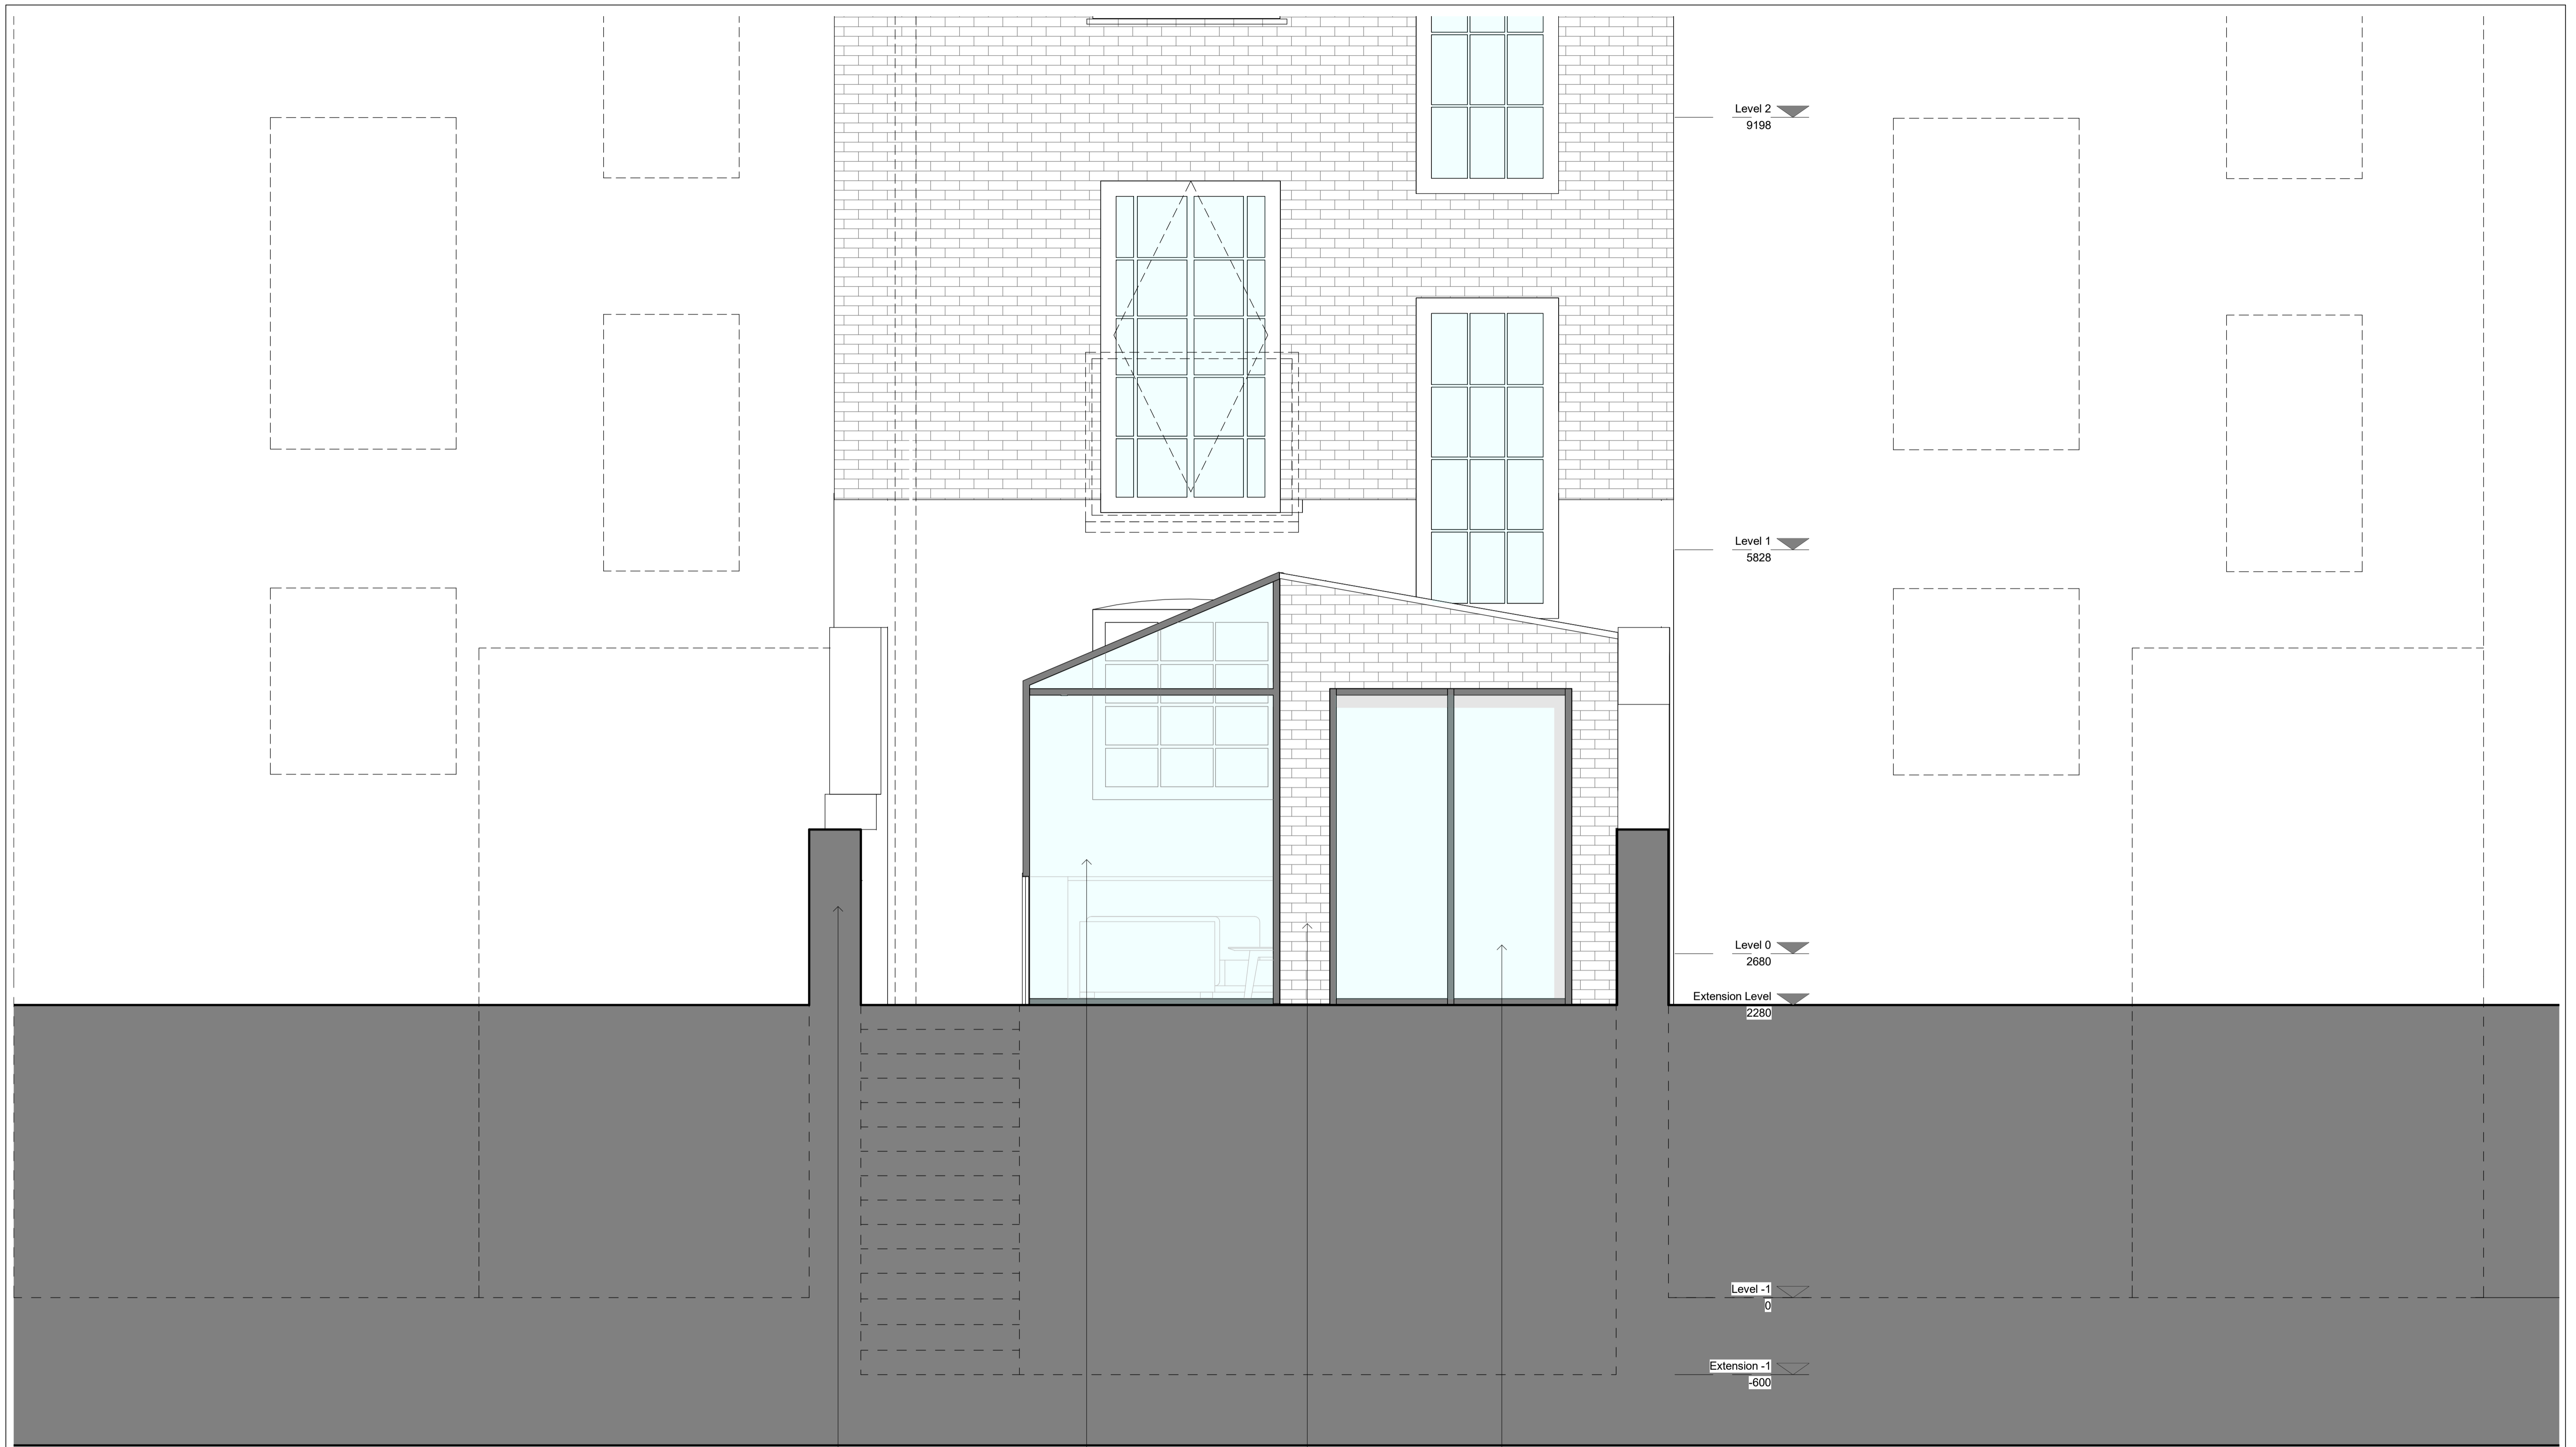 Level 2
9198
Level 1
5828
Level 0
2680
Extension Level
2280
Level -1
0
Extension -1
-600